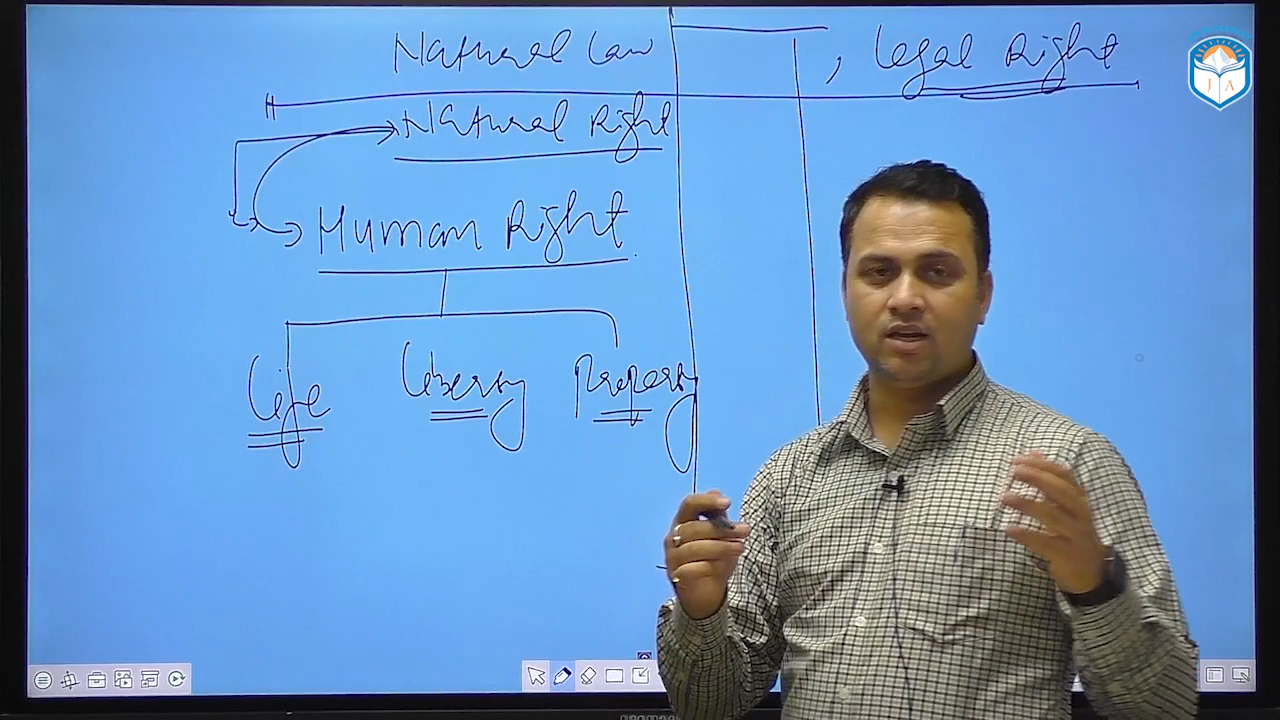 Natural Law
, Legal Right
Natural Right
Human Right
Life Liberty Property
J A